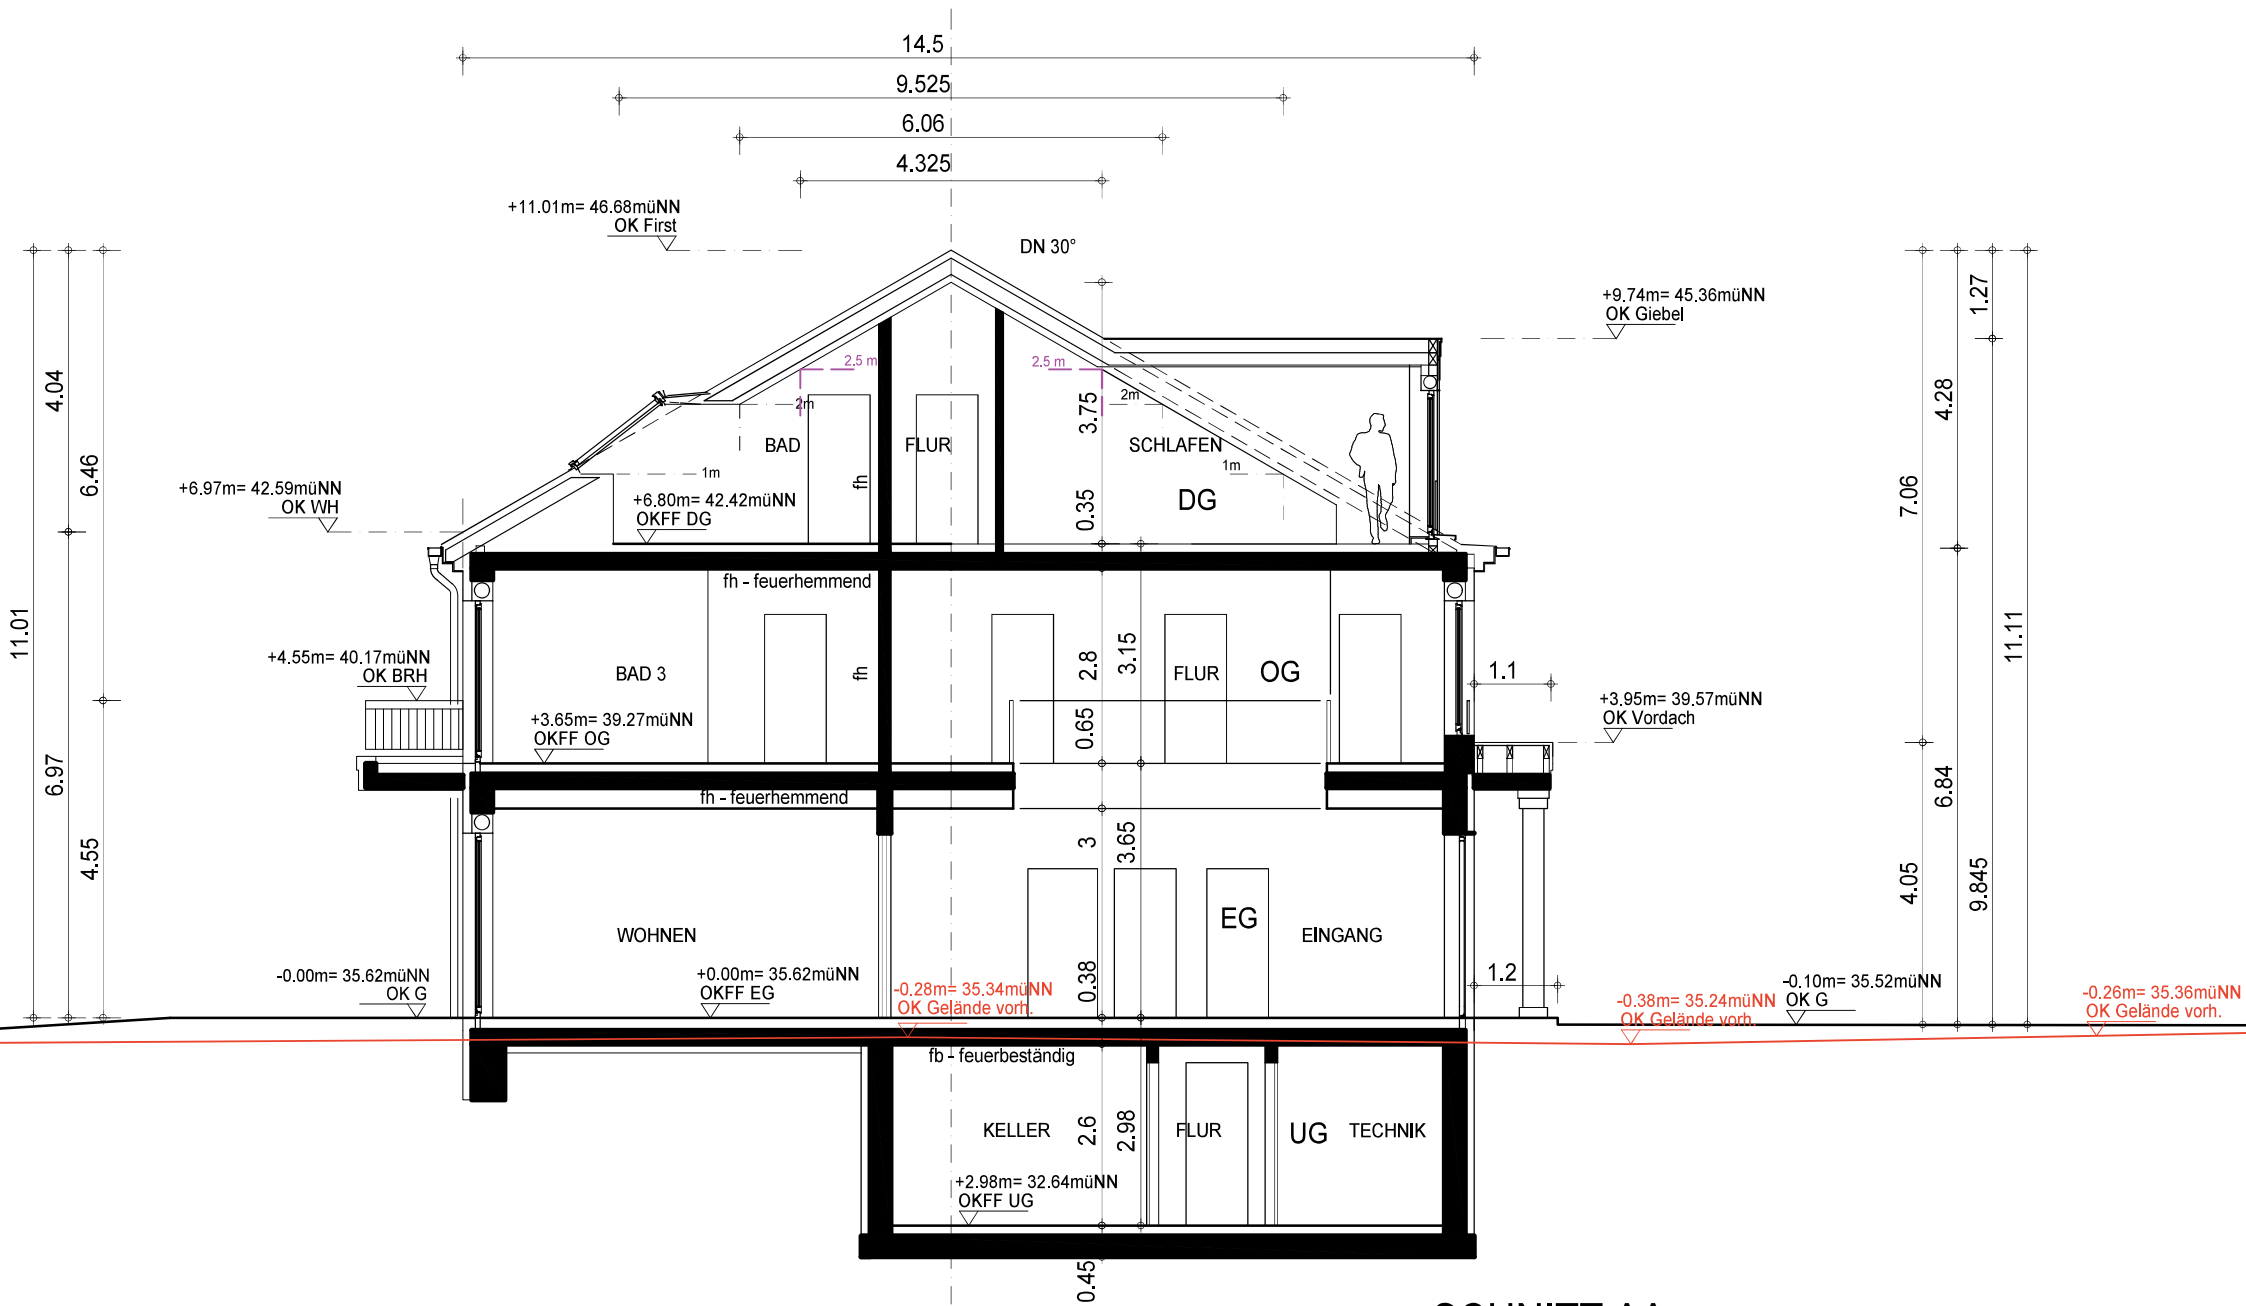 14.5
9.525
6.06
4.325
+11.01m= 46.68müNN
OK First
DN 30°
+9.74m= 45.36müNN
OK Giebel
1.27
4.04
4.28
2.5 m
2.5 m
2m
2m
3.75
BAD
FLUR
SCHLAFEN
1m
1m
6.46
+6.97m= 42.59müNN
OK WH
+6.80m= 42.42müNN
OKFF DG
fh
0.35
DG
7.06
fh - feuerhemmend
11.01
11.11
+4.55m= 40.17müNN
OK BRH
BAD 3
fh
2.8
3.15
FLUR
OG
1.1
+3.95m= 39.57müNN
OK Vordach
+3.65m= 39.27müNN
OKFF OG
0.65
6.97
6.84
fh - feuerhemmend
4.55
3
3.65
4.05
9.845
WOHNEN
EG
EINGANG
-0.00m= 35.62müNN
OK G
+0.00m= 35.62müNN
OKFF EG
-0.28m= 35.34müNN
OK Gelände vorh.
0.38
1.2
-0.38m= 35.24müNN
OK Gelände vorh.
-0.10m= 35.52müNN
OK G
-0.26m= 35.36müNN
OK Gelände vorh.
fb - feuerbeständig
KELLER
2.6
2.98
FLUR
UG
TECHNIK
+2.98m= 32.64müNN
OKFF UG
0.45